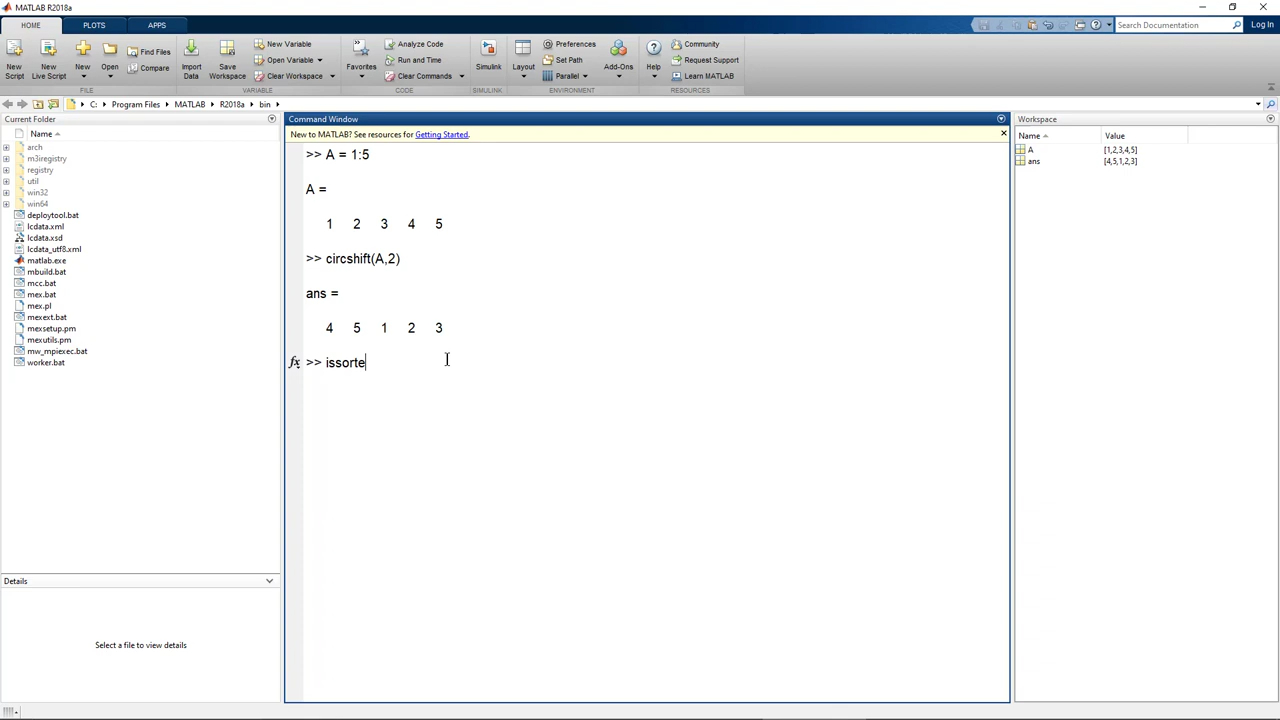 MATLAB R2018a
HOME PLOTS APPS Search Documentation Log In
New Script
New Live Script
New
Open
Find Files
Compare
Import Data
Save Workspace
New Variable
Open Variable
Clear Workspace
Favorites
Analyze Code
Run and Time
Clear Commands
Simulink
Layout
Preferences
Set Path
Parallel
Add-Ons
Help
Community
Request Support
Learn MATLAB
FILE VARIABLE CODE SIMULINK ENVIRONMENT RESOURCES
C: Program Files MATLAB R2018a bin
Current Folder
Name
arch
m3iregistry
registry
util
win32
win64
deploytool.bat
lcdata.xml
lcdata.xsd
lcdata_utf8.xml
matlab.exe
mbuild.bat
mcc.bat
mex.bat
mex.pl
mexext.bat
mexsetup.pm
mexutils.pm
mw_mpiexec.bat
worker.bat
Details
Select a file to view details
Command Window
New to MATLAB? See resources for Getting Started.
>> A = 1:5
A =
1 2 3 4 5
>> circshift(A,2)
ans =
4 5 1 2 3
fx >> issorte
Workspace
Name Value
A [1,2,3,4,5]
ans [4,5,1,2,3]